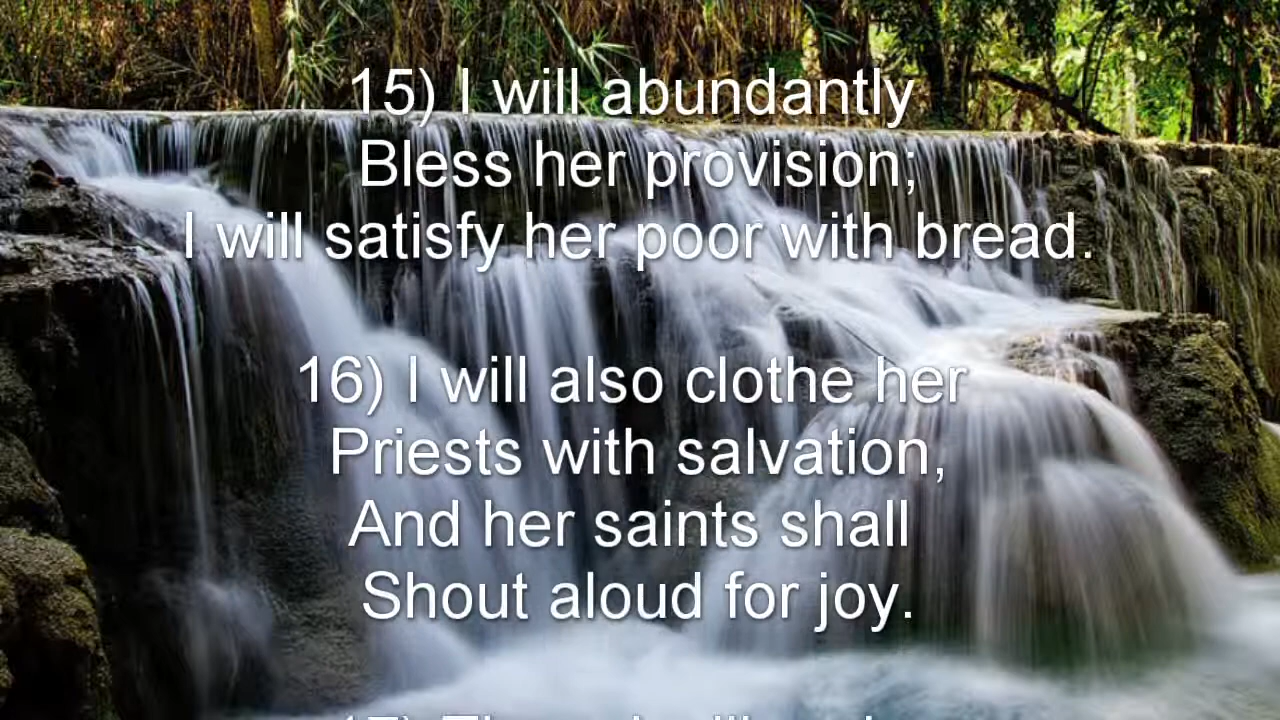 15) I will abundantly
Bless her provision;
I will satisfy her poor with bread.
16) I will also clothe her
Priests with salvation,
And her saints shall
Shout aloud for joy.